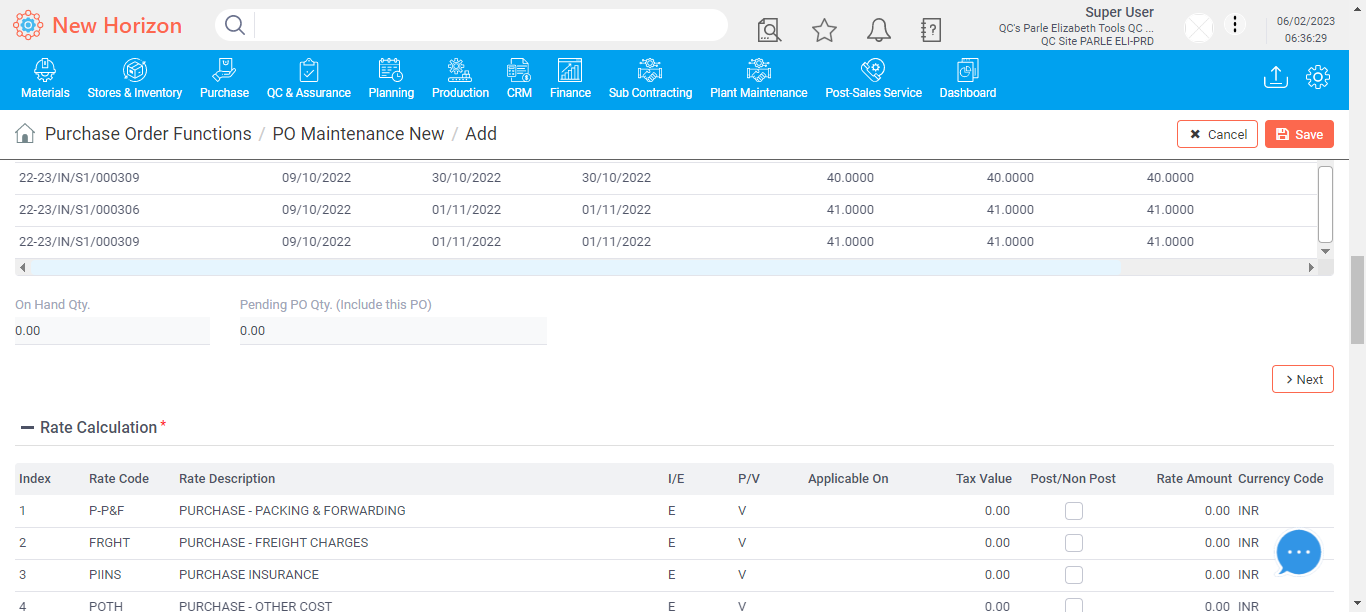 New Horizon
Super User
QC's Parle Elizabeth Tools QC ...
QC Site PARLE ELI-PRD
06/02/2023
06:36:29
Materials Stores & Inventory Purchase QC & Assurance Planning Production CRM Finance Sub Contracting Plant Maintenance Post-Sales Service Dashboard
Purchase Order Functions / PO Maintenance New / Add
Cancel Save
22-23/IN/S1/000309 09/10/2022 30/10/2022 30/10/2022 40.0000 40.0000 40.0000
22-23/IN/S1/000306 09/10/2022 01/11/2022 01/11/2022 41.0000 41.0000 41.0000
22-23/IN/S1/000309 09/10/2022 01/11/2022 01/11/2022 41.0000 41.0000 41.0000
On Hand Qty. Pending PO Qty. (Include this PO)
0.00 0.00
> Next
Rate Calculation *
Index Rate Code Rate Description I/E P/V Applicable On Tax Value Post/Non Post Rate Amount Currency Code
1 P-P&F PURCHASE - PACKING & FORWARDING E V 0.00 0.00 INR
2 FRGHT PURCHASE - FREIGHT CHARGES E V 0.00 0.00 INR
3 PIINS PURCHASE INSURANCE E V 0.00 0.00 INR
4 POTH PURCHASE - OTHER COST E V 0.00 0.00 INR